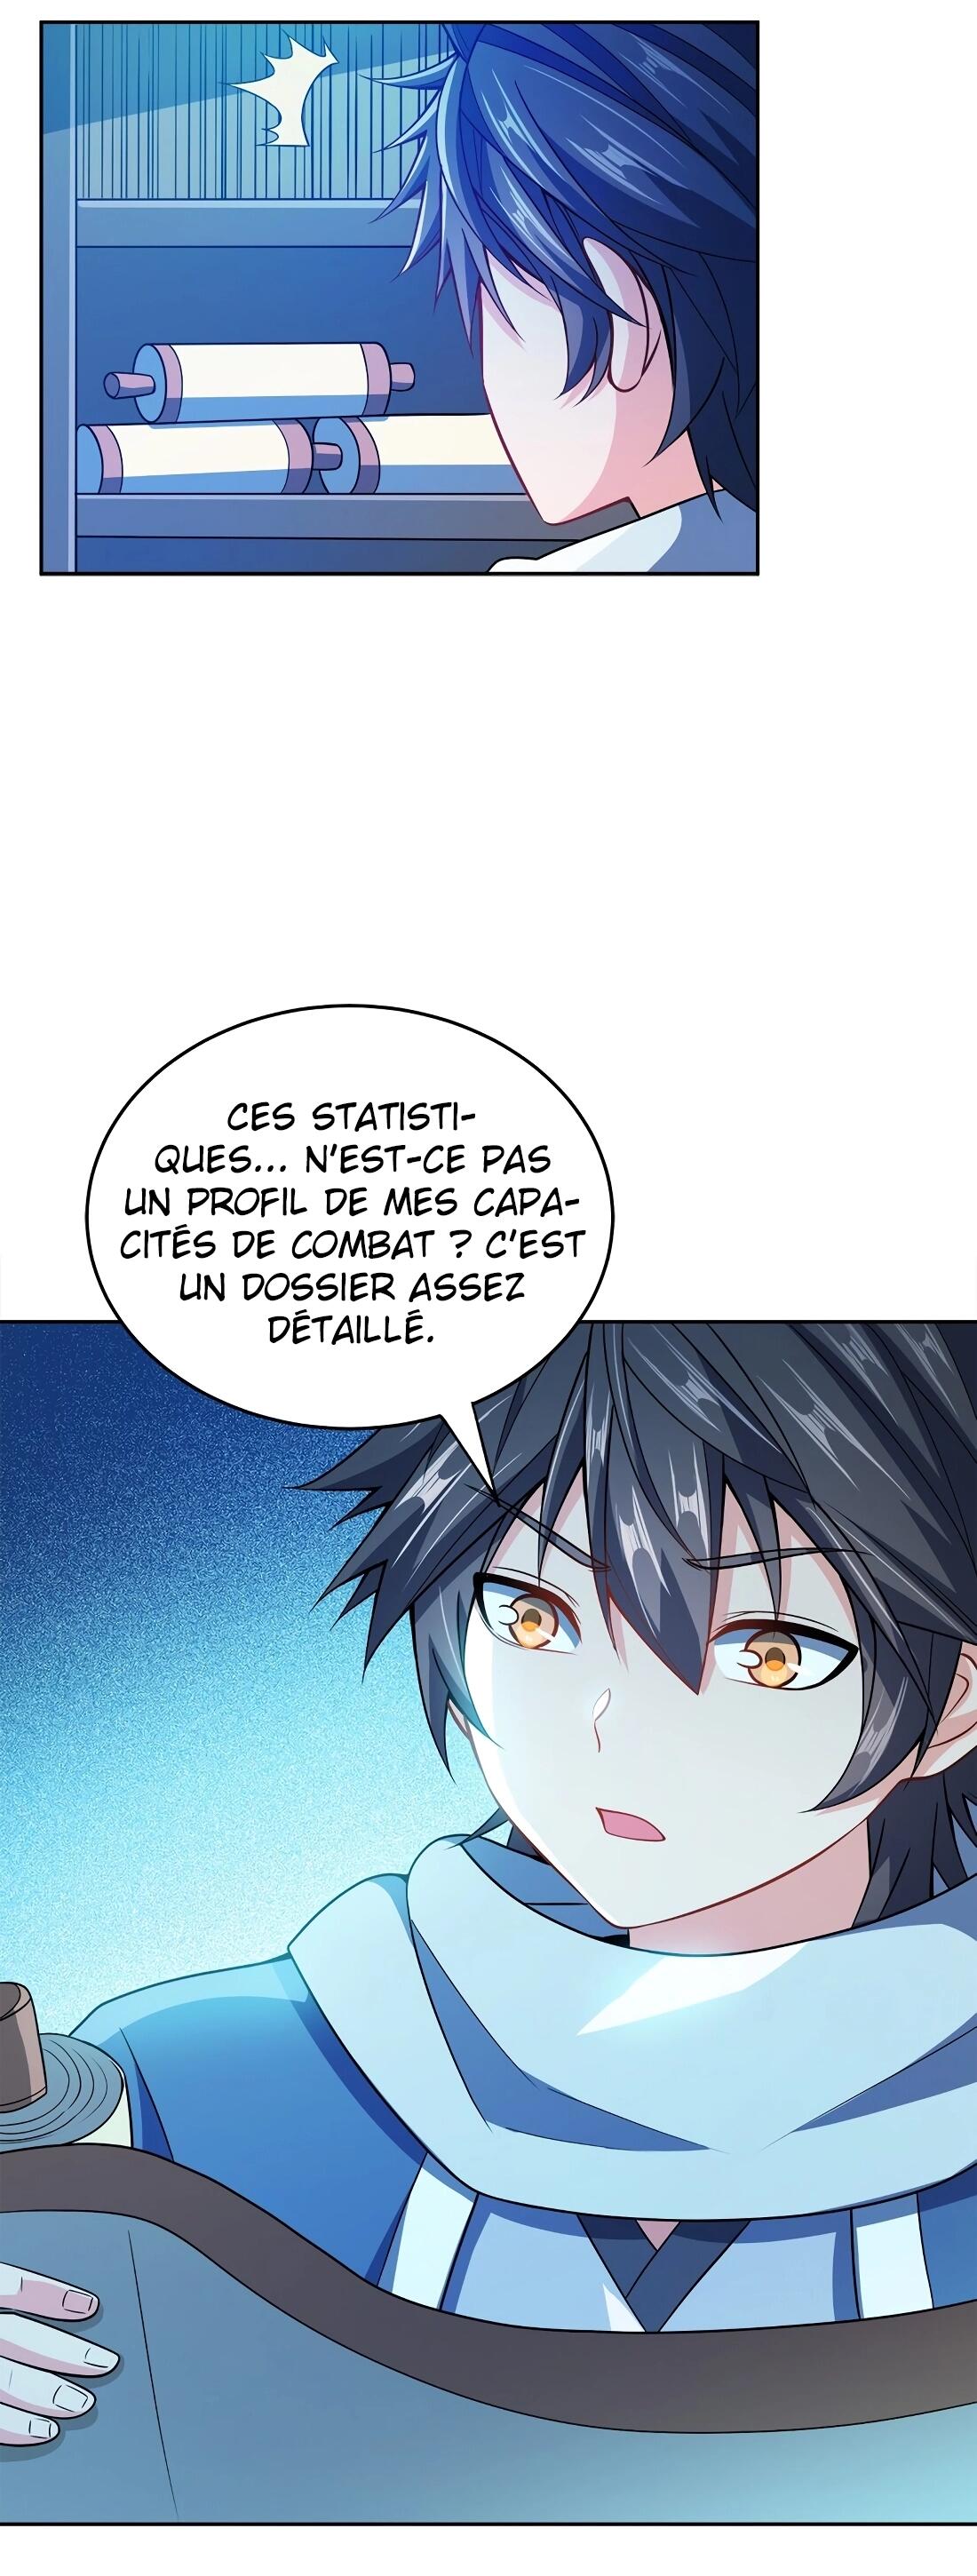 CES STATISTI-
QUES... N'EST-CE PAS
UN PROFIL DE MES CAPA-
CITÉS DE COMBAT ? C'EST
UN DOSSIER ASSEZ
DÉTAILLÉ.